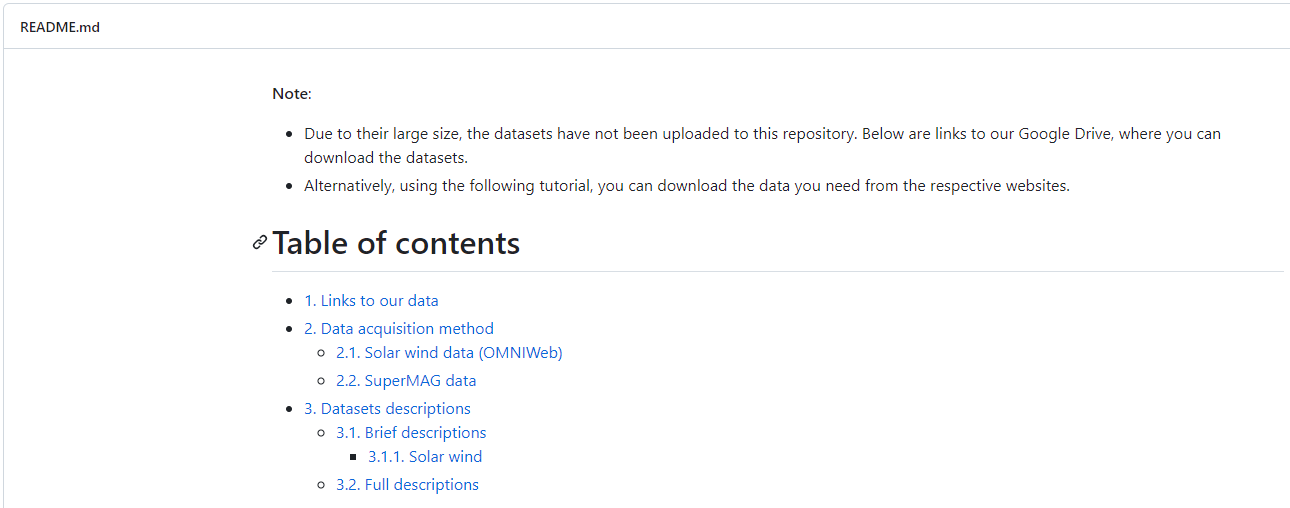 README.md
Note:
Due to their large size, the datasets have not been uploaded to this repository. Below are links to our Google Drive, where you can
download the datasets.
Alternatively, using the following tutorial, you can download the data you need from the respective websites.
Table of contents
1. Links to our data
2. Data acquisition method
2.1. Solar wind data (OMNIWeb)
2.2. SuperMAG data
3. Datasets descriptions
3.1. Brief descriptions
3.1.1. Solar wind
3.2. Full descriptions